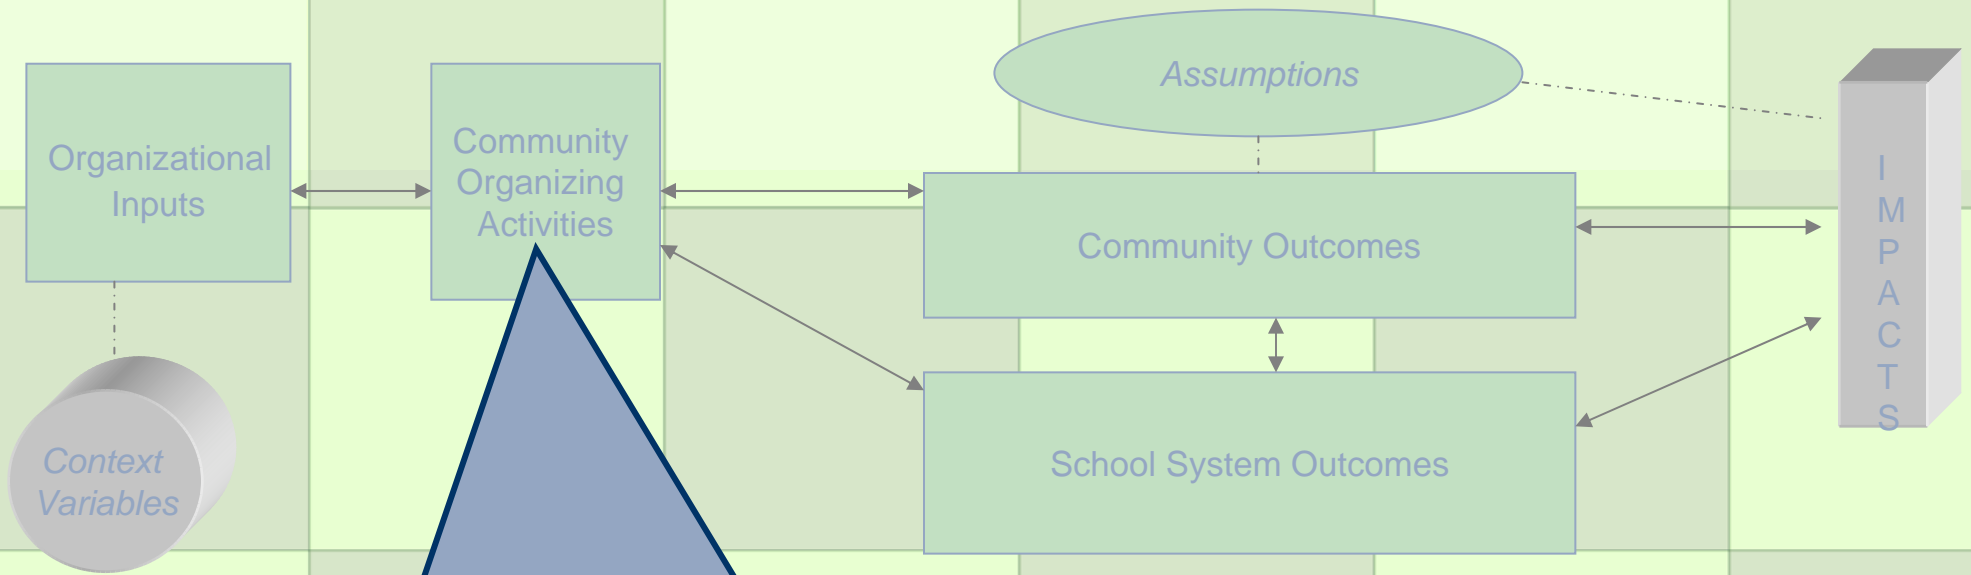 Organizational
Inputs
Community
Organizing
Activities
Assumptions
Community Outcomes
School System Outcomes
Context
Variables
I
M
P
A
C
T
S